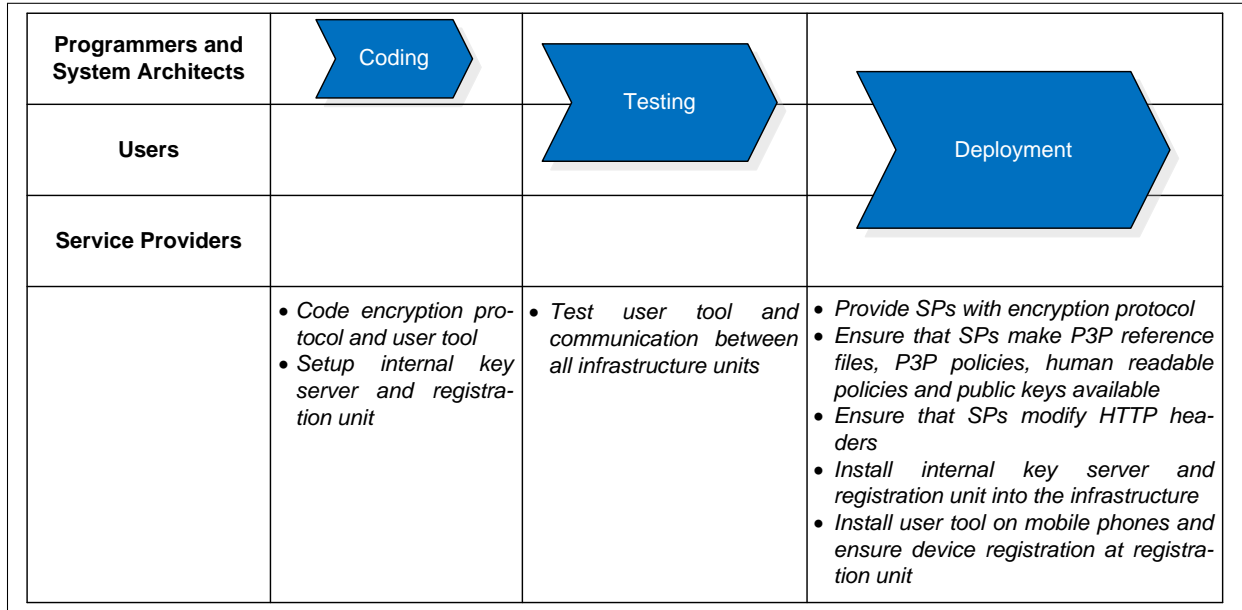 Programmers and
System Architects
Coding
Testing
Users
Deployment
Service Providers
• Code encryption pro-
tocol and user tool
• Setup internal key
server and registra-
tion unit
• Test user tool and
communication between
all infrastructure units
• Provide SPs with encryption protocol
• Ensure that SPs make P3P reference
files, P3P policies, human readable
policies and public keys available
• Ensure that SPs modify HTTP hea-
ders
• Install internal key server and
registration unit into the infrastructure
• Install user tool on mobile phones and
ensure device registration at registra-
tion unit